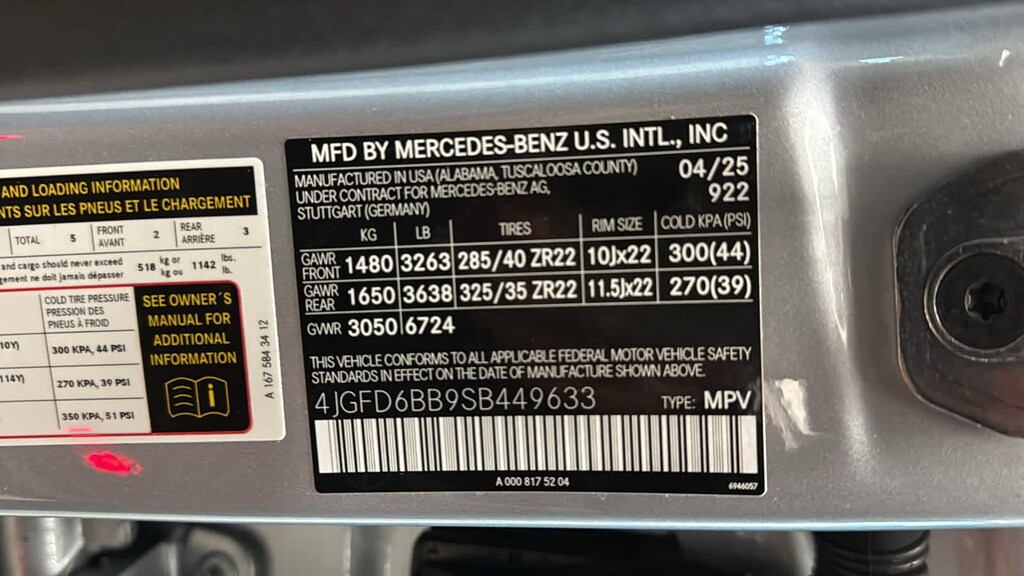 AND LOADING INFORMATION
NTS SUR LES PNEUS ET LE CHARGEMENT
TOTAL 5 FRONT AVANT 2 REAR ARRIÈRE 3
and cargo should never exceed 518 kg or 1142 lbs.
gement ne doit jamais dépasser kg ou lb.
COLD TIRE PRESSURE
PRESSION DES
PNEUS À FROID
10Y) 300 KPA, 44 PSI
114Y) 270 KPA, 39 PSI
350 KPA, 51 PSI
SEE OWNER´S
MANUAL FOR
ADDITIONAL
INFORMATION
A 167 584 34 12
MFD BY MERCEDES-BENZ U.S. INTL., INC
MANUFACTURED IN USA (ALABAMA, TUSCALOOSA COUNTY) 04/25
UNDER CONTRACT FOR MERCEDES-BENZ AG, 922
STUTTGART (GERMANY)
KG LB TIRES RIM SIZE COLD KPA (PSI)
GAWR FRONT 1480 3263 285/40 ZR22 10Jx22 300(44)
GAWR REAR 1650 3638 325/35 ZR22 11.5Jx22 270(39)
GVWR 3050 6724
THIS VEHICLE CONFORMS TO ALL APPLICABLE FEDERAL MOTOR VEHICLE SAFETY
STANDARDS IN EFFECT ON THE DATE OF MANUFACTURE SHOWN ABOVE.
4JGFD6BB9SB449633 TYPE: MPV
A 000 817 52 04
6946057